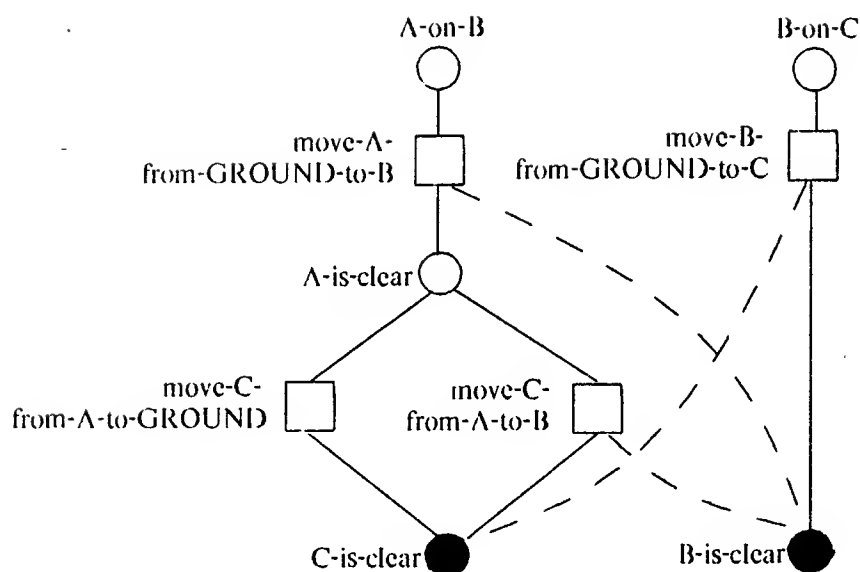 A-on-B
B-on-C
move-A-
from-GROUND-to-B
move-B-
from-GROUND-to-C
A-is-clear
move-C-
from-A-to-GROUND
move-C-
from-A-to-B
C-is-clear
B-is-clear